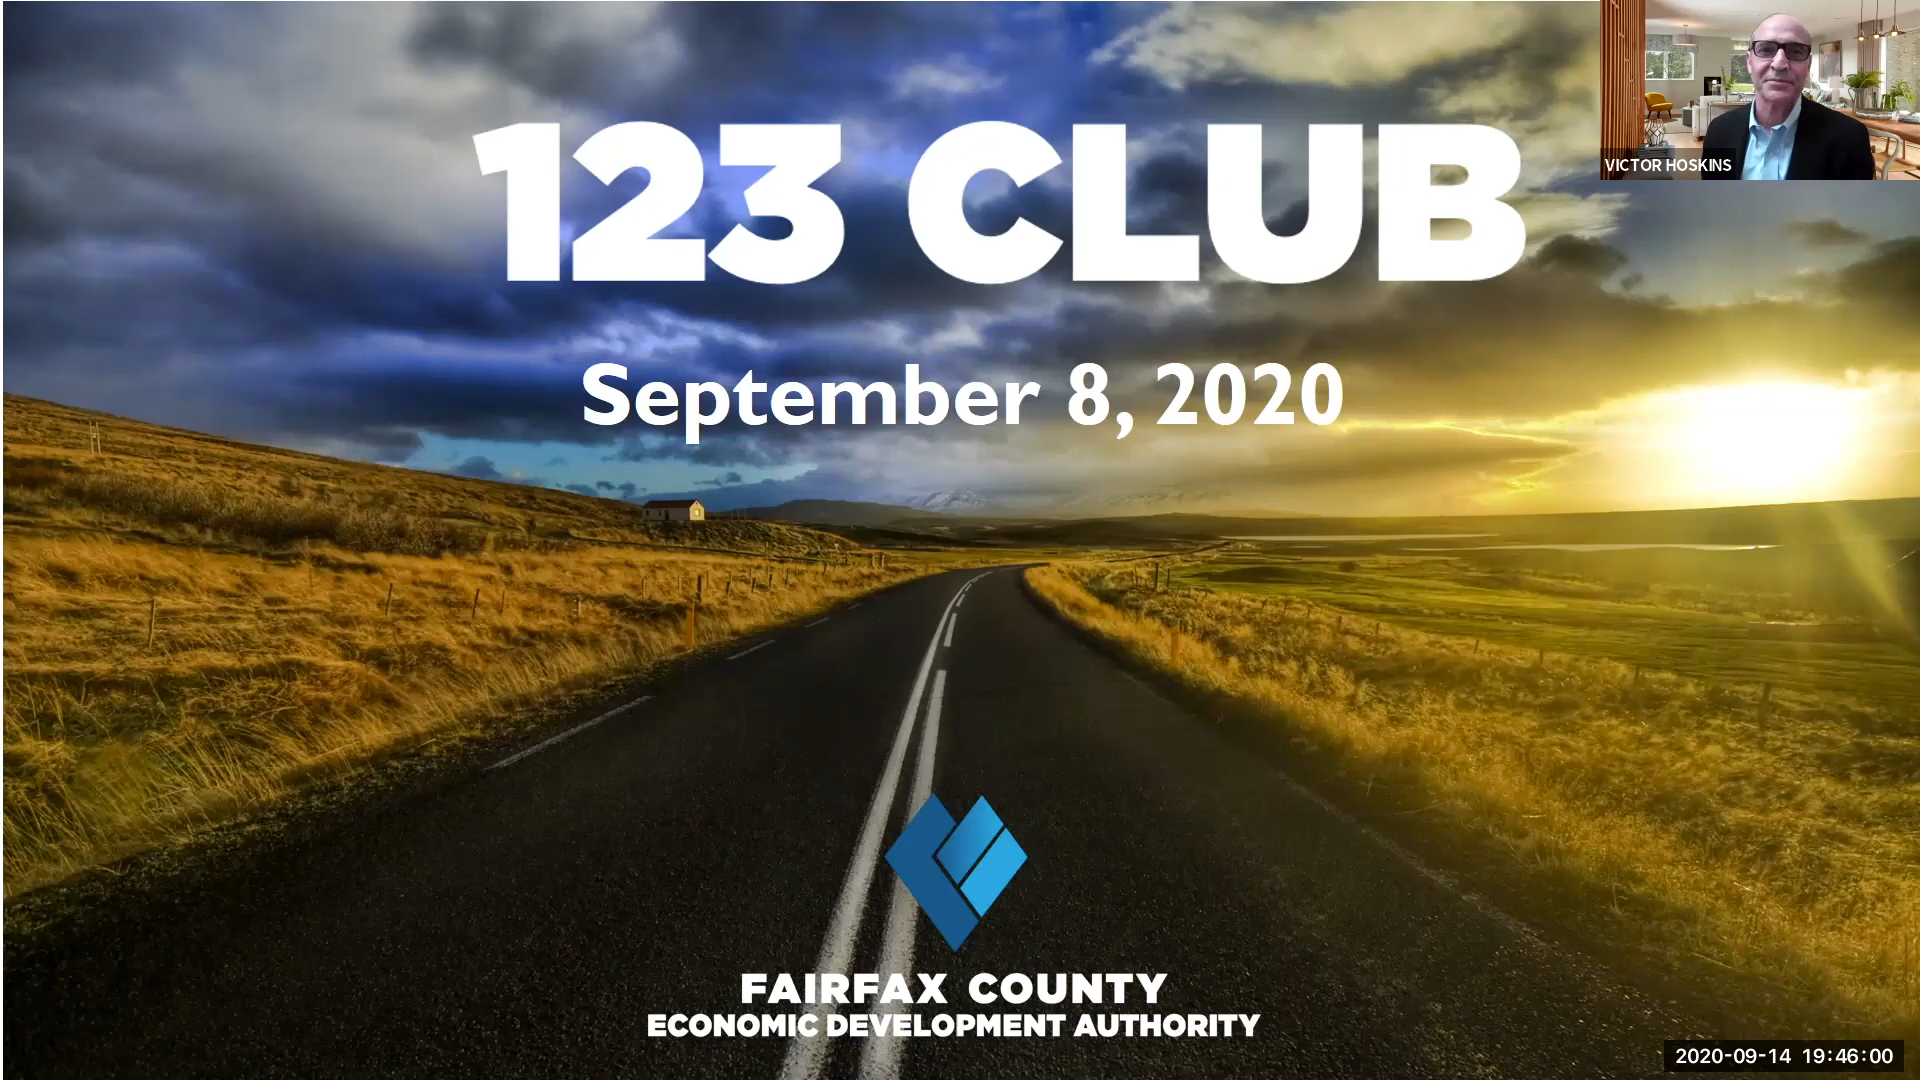 123 CLUB
VICTOR HOSKINS
September 8, 2020
FAIRFAX COUNTY
ECONOMIC DEVELOPMENT AUTHORITY
2020-09-14 19:46:00